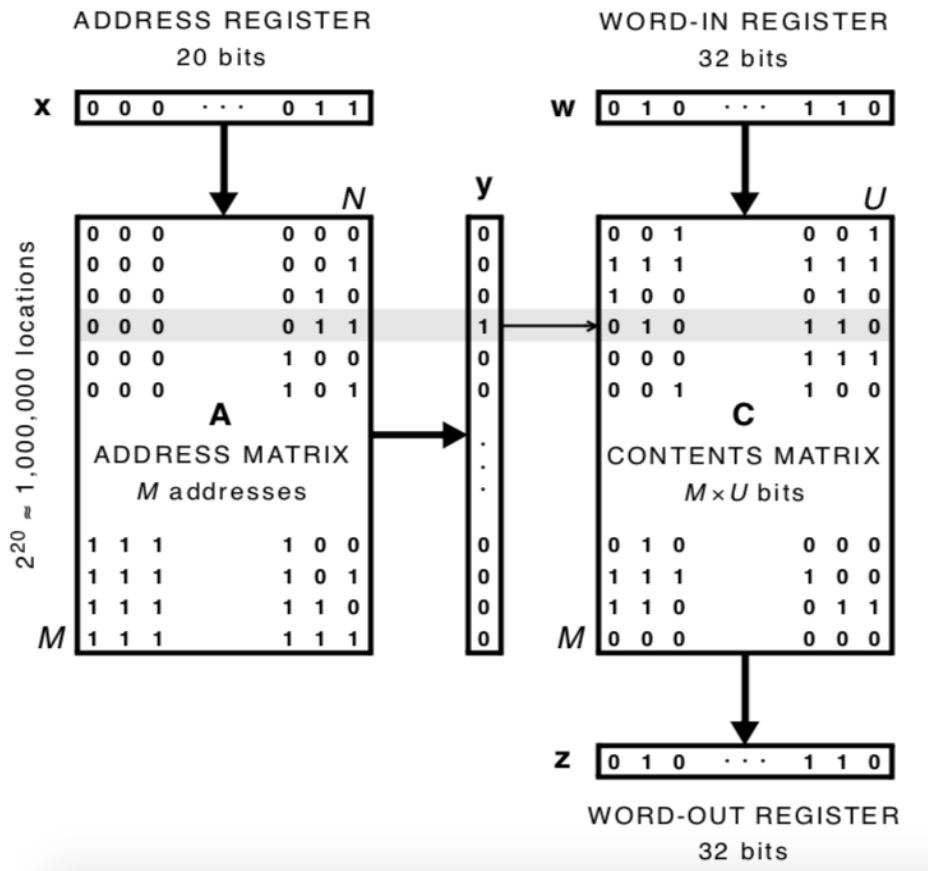 ADDRESS REGISTER
20 bits
x 0 0 0 · · · 0 1 1
WORD-IN REGISTER
32 bits
w 0 1 0 · · · 1 1 0
2²⁰ ≈ 1,000,000 locations
N
0 0 0 0 0 0
0 0 0 0 0 1
0 0 0 0 1 0
0 0 0 0 1 1
0 0 0 1 0 0
0 0 0 1 0 1
A
ADDRESS MATRIX
M addresses
1 1 1 1 0 0
1 1 1 1 0 1
1 1 1 1 1 0
M 1 1 1 1 1 1
y
0
0
0
1
0
0
·
·
·
0
0
0
0
U
0 0 1 0 0 1
1 1 1 1 1 1
1 0 0 0 1 0
0 1 0 1 1 0
0 0 0 1 1 1
0 0 1 1 0 0
C
CONTENTS MATRIX
M × U bits
0 1 0 0 0 0
1 1 1 1 0 0
1 1 0 0 1 1
M 0 0 0 0 0 0
z 0 1 0 · · · 1 1 0
WORD-OUT REGISTER
32 bits